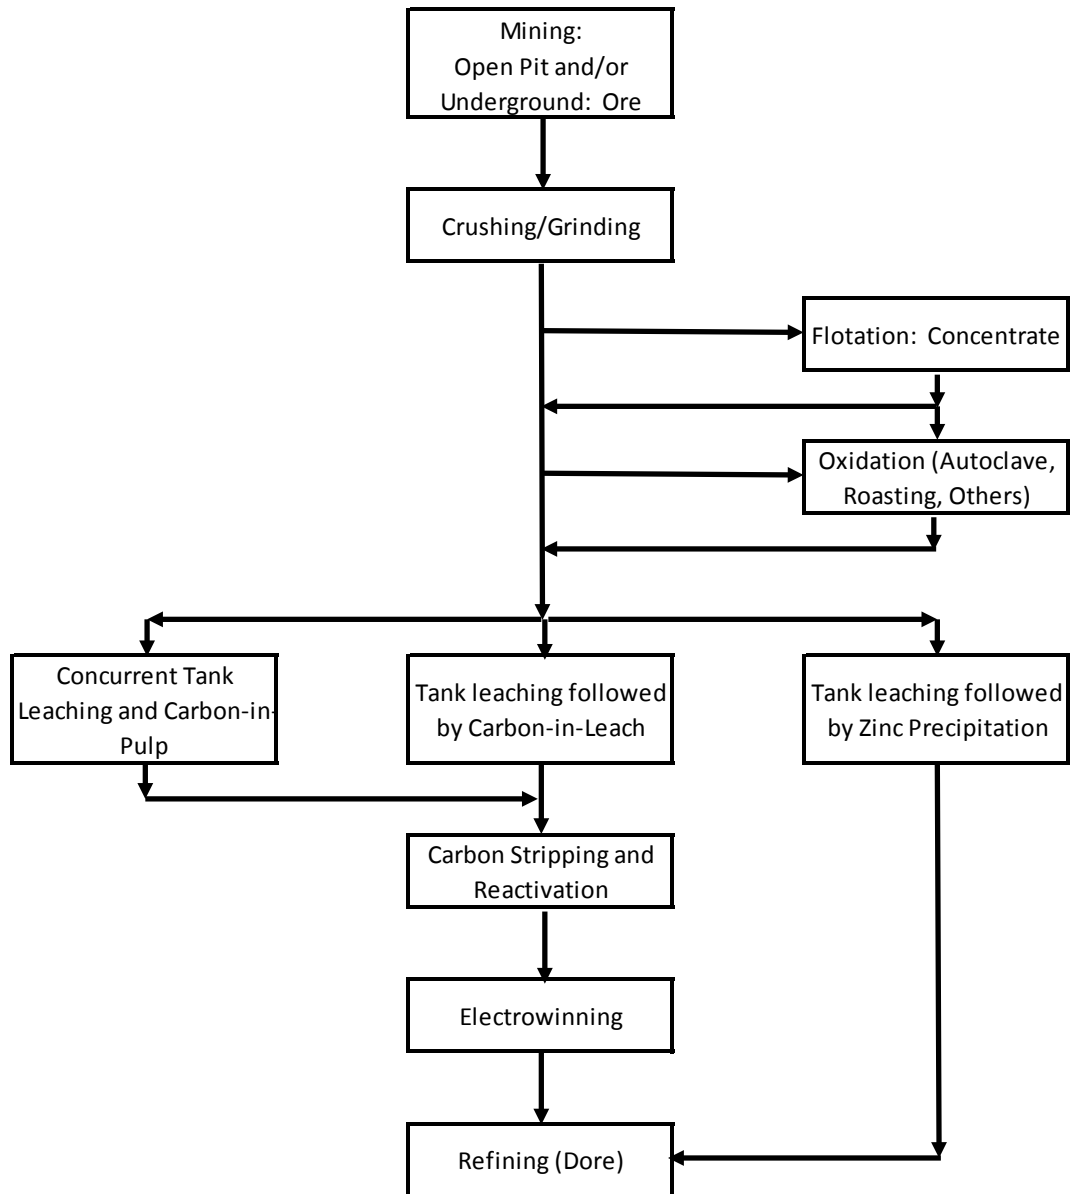 Mining:
Open Pit and/or
Underground:  Ore
Crushing/Grinding
Flotation:  Concentrate
Oxidation (Autoclave,
Roasting, Others)
Concurrent Tank
Leaching and Carbon-in-
Pulp
Tank leaching followed
by Carbon-in-Leach
Tank leaching followed
by Zinc Precipitation
Carbon Stripping and
Reactivation
Electrowinning
Refining (Dore)